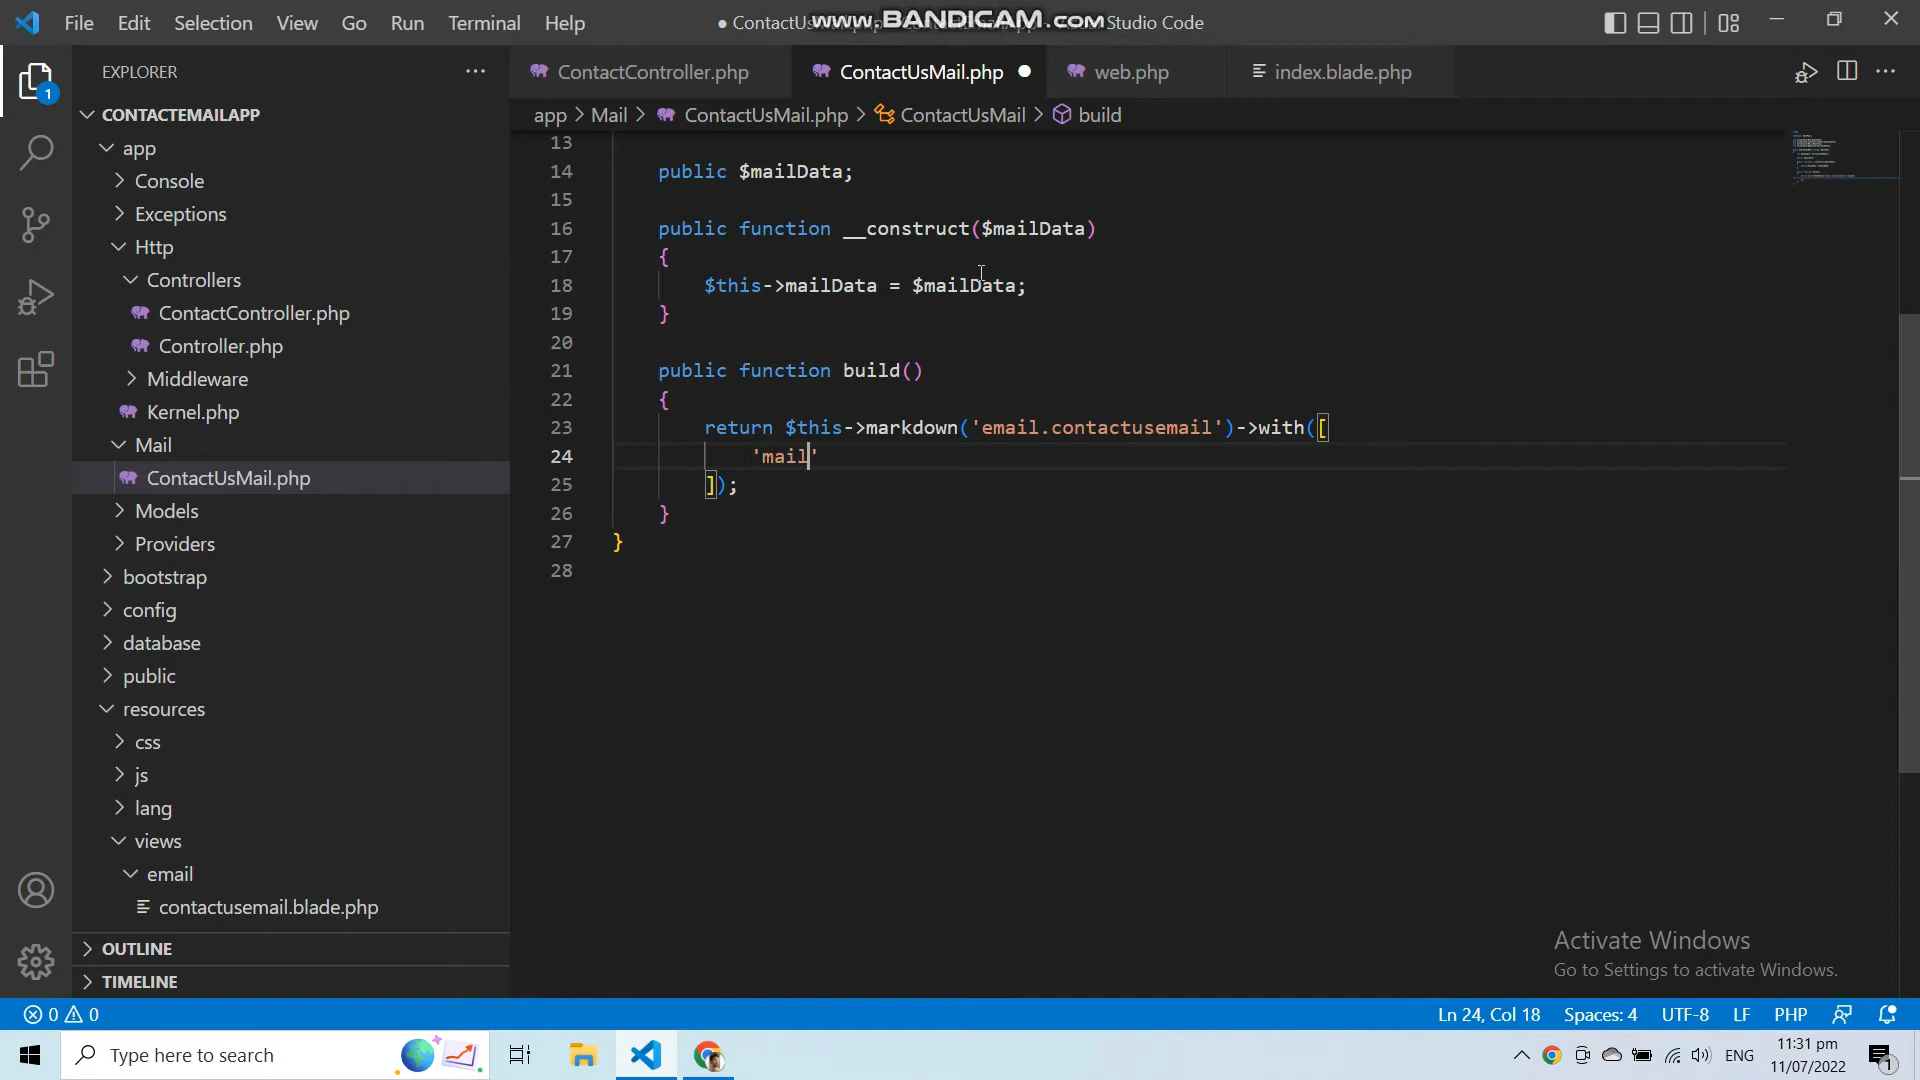 File Edit Selection View Go Run Terminal Help
www.BANDICAM.com
● ContactUs
Studio Code
EXPLORER
ContactController.php
ContactUsMail.php
web.php
index.blade.php
app > Mail > ContactUsMail.php > ContactUsMail > build
CONTACTEMAILAPP
app
Console
Exceptions
Http
Controllers
ContactController.php
Controller.php
Middleware
Kernel.php
Mail
ContactUsMail.php
Models
Providers
bootstrap
config
database
public
resources
css
js
lang
views
email
contactusemail.blade.php
OUTLINE
TIMELINE
1
13
14 public $mailData;
15
16 public function __construct($mailData)
17 {
18 $this->mailData = $mailData;
19 }
20
21 public function build()
22 {
23 return $this->markdown('email.contactusemail')->with([
24 'mail'
25 ]);
26 }
27 }
28
Activate Windows
Go to Settings to activate Windows.
0 0
Ln 24, Col 18 Spaces: 4 UTF-8 LF PHP
Type here to search
ENG
11:31 pm
11/07/2022
1